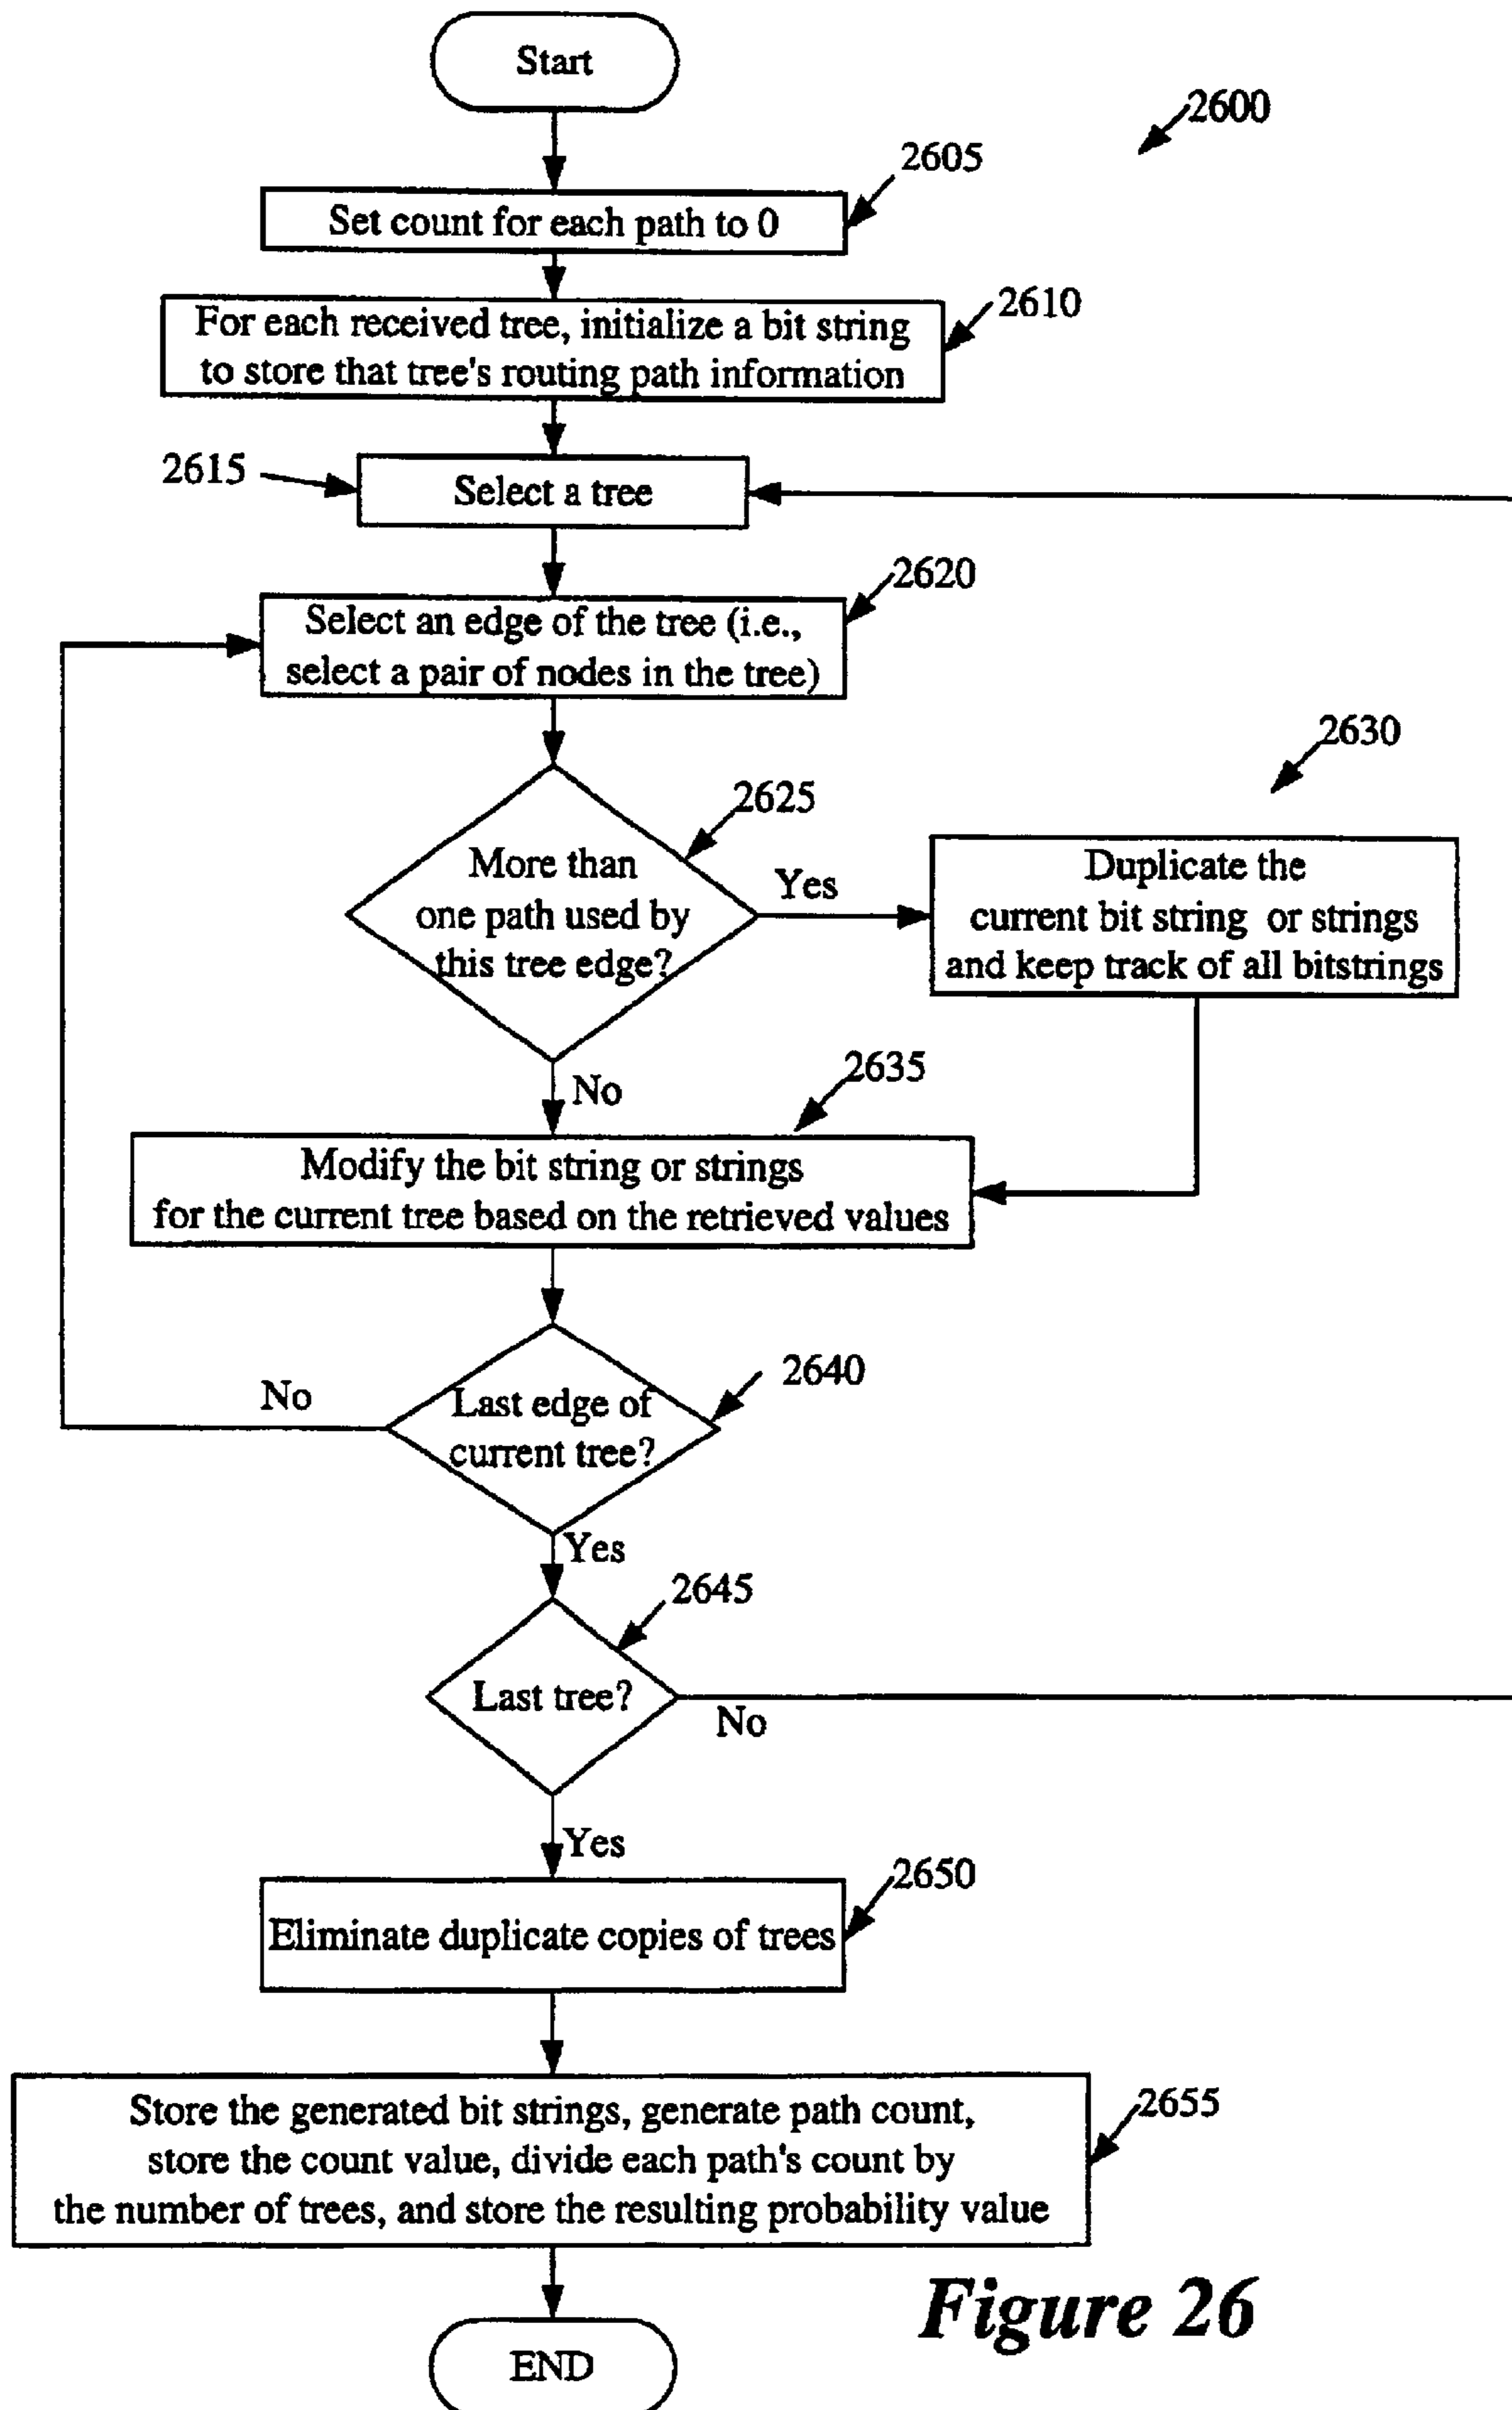 Start
2600
2605
Set count for each path to 0
2610
For each received tree, initialize a bit string
to store that tree's routing path information
2615
Select a tree
2620
Select an edge of the tree (i.e.,
select a pair of nodes in the tree)
2630
2625
More than
one path used by
this tree edge?
Yes
Duplicate the
current bit string or strings
and keep track of all bitstrings
No
2635
Modify the bit string or strings
for the current tree based on the retrieved values
2640
No
Last edge of
current tree?
Yes
2645
Last tree?
No
Yes
2650
Eliminate duplicate copies of trees
2655
Store the generated bit strings, generate path count,
store the count value, divide each path's count by
the number of trees, and store the resulting probability value
Figure 26
END